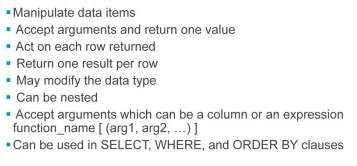 ▪ Manipulate data items
▪ Accept arguments and return one value
▪ Act on each row returned
▪ Return one result per row
▪ May modify the data type
▪ Can be nested
▪ Accept arguments which can be a column or an expression
function_name [ (arg1, arg2, …) ]
▪ Can be used in SELECT, WHERE, and ORDER BY clauses